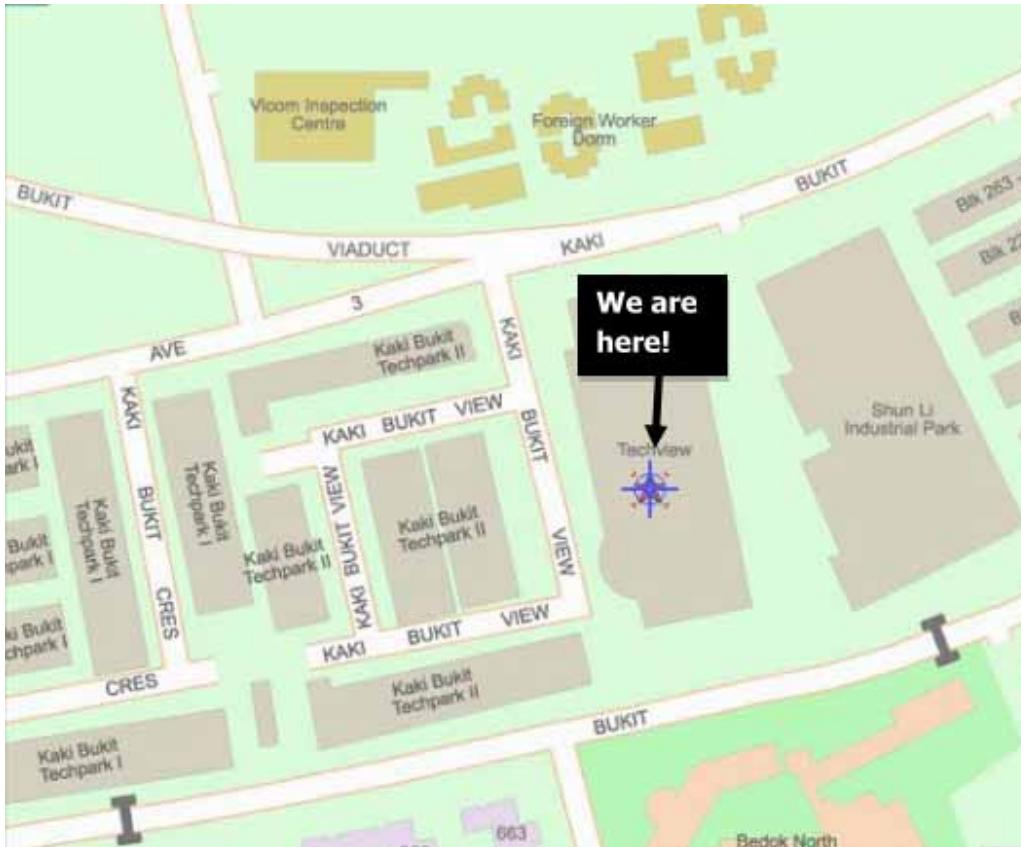 Vicom Inspection
Centre
Foreign Worker
Dorm
BUKIT
BUKIT
VIADUCT
KAKI
Blk 263 -
We are
here!
3
KAKI
AVE
Kaki Bukit
Techpark II
KAKI
KAKI BUKIT VIEW
BUKIT
Shun Li
Industrial Park
Techview
Kaki Bukit
Techpark I
Kaki Bukit
Techpark I
BUKIT
KAKI BUKIT VIEW
Kaki Bukit
Techpark II
Kaki Bukit
Techpark II
VIEW
CRES
KAKI BUKIT VIEW
CRES
Kaki Bukit
Techpark II
BUKIT
Kaki Bukit
Techpark I
663
Bedok North